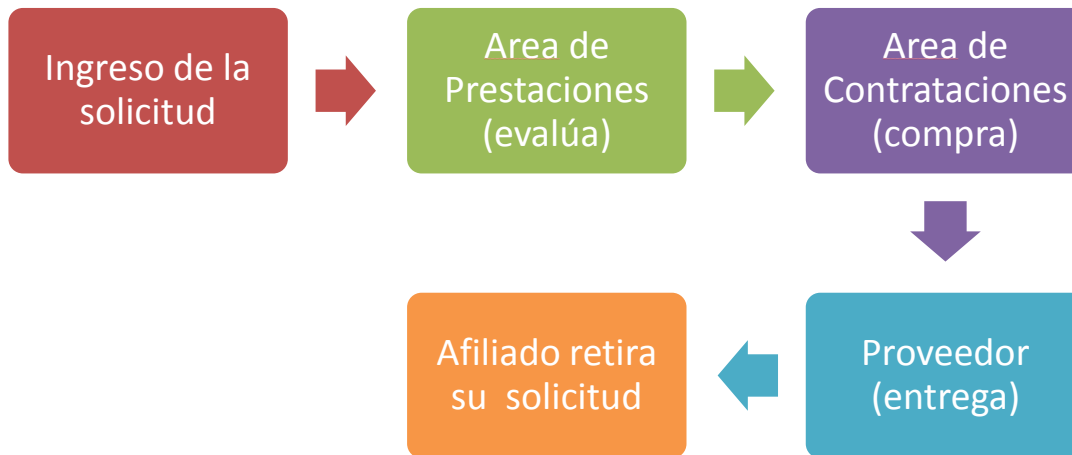 Ingreso de la
solicitud
Area de
Prestaciones
(evalúa)
Area de
Contrataciones
(compra)
Proveedor
(entrega)
Afiliado retira
su solicitud